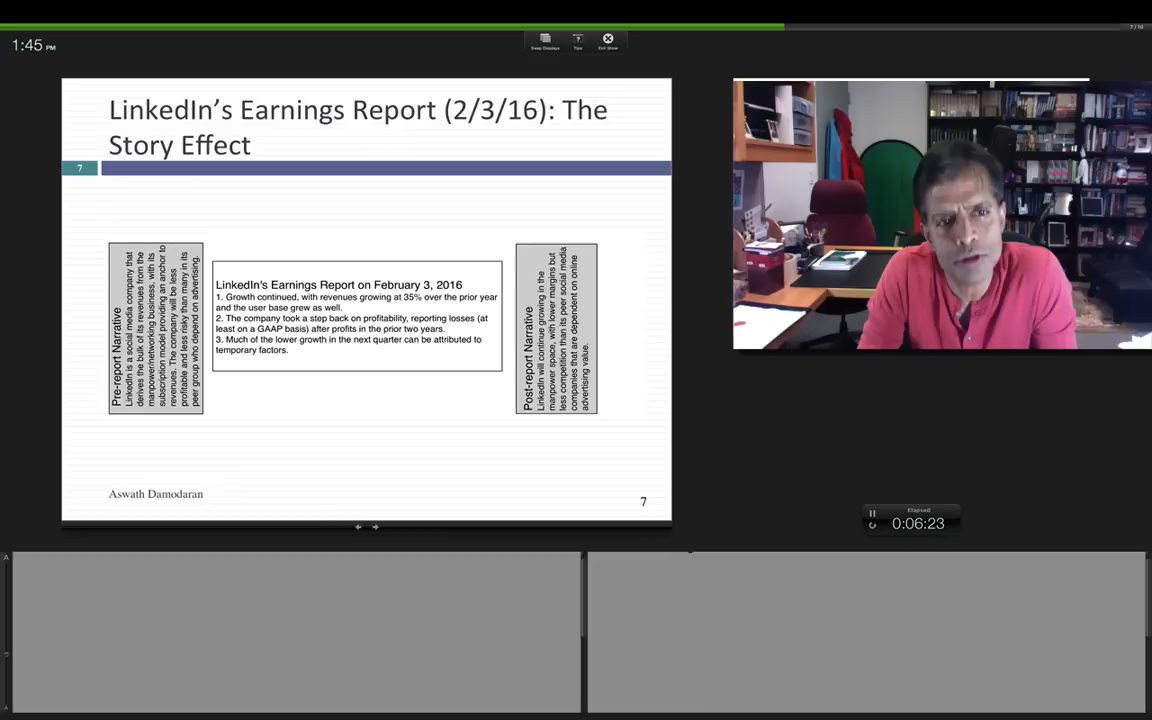 7 / 10
1:45 PM
Swap Displays
Tips
Exit Show
LinkedIn's Earnings Report (2/3/16): The
Story Effect
7
Pre-report Narrative
LinkedIn is a social media company that
derives the bulk of its revenues from the
manpower/networking business, with its
subscription model providing an anchor to
revenues. The company will be less
profitable and less risky than many in its
peer group who depend on advertising.
LinkedIn's Earnings Report on February 3, 2016
1. Growth continued, with revenues growing at 35% over the prior year
and the user base grew as well.
2. The company took a step back on profitability, reporting losses (at
least on a GAAP basis) after profits in the prior two years.
3. Much of the lower growth in the next quarter can be attributed to
temporary factors.
Post-report Narrative
LinkedIn will continue growing in the
manpower space, with lower margins but
less competition than its peer social media
companies that are dependent on online
advertising value.
Aswath Damodaran
7
Elapsed
0:06:23
A
A